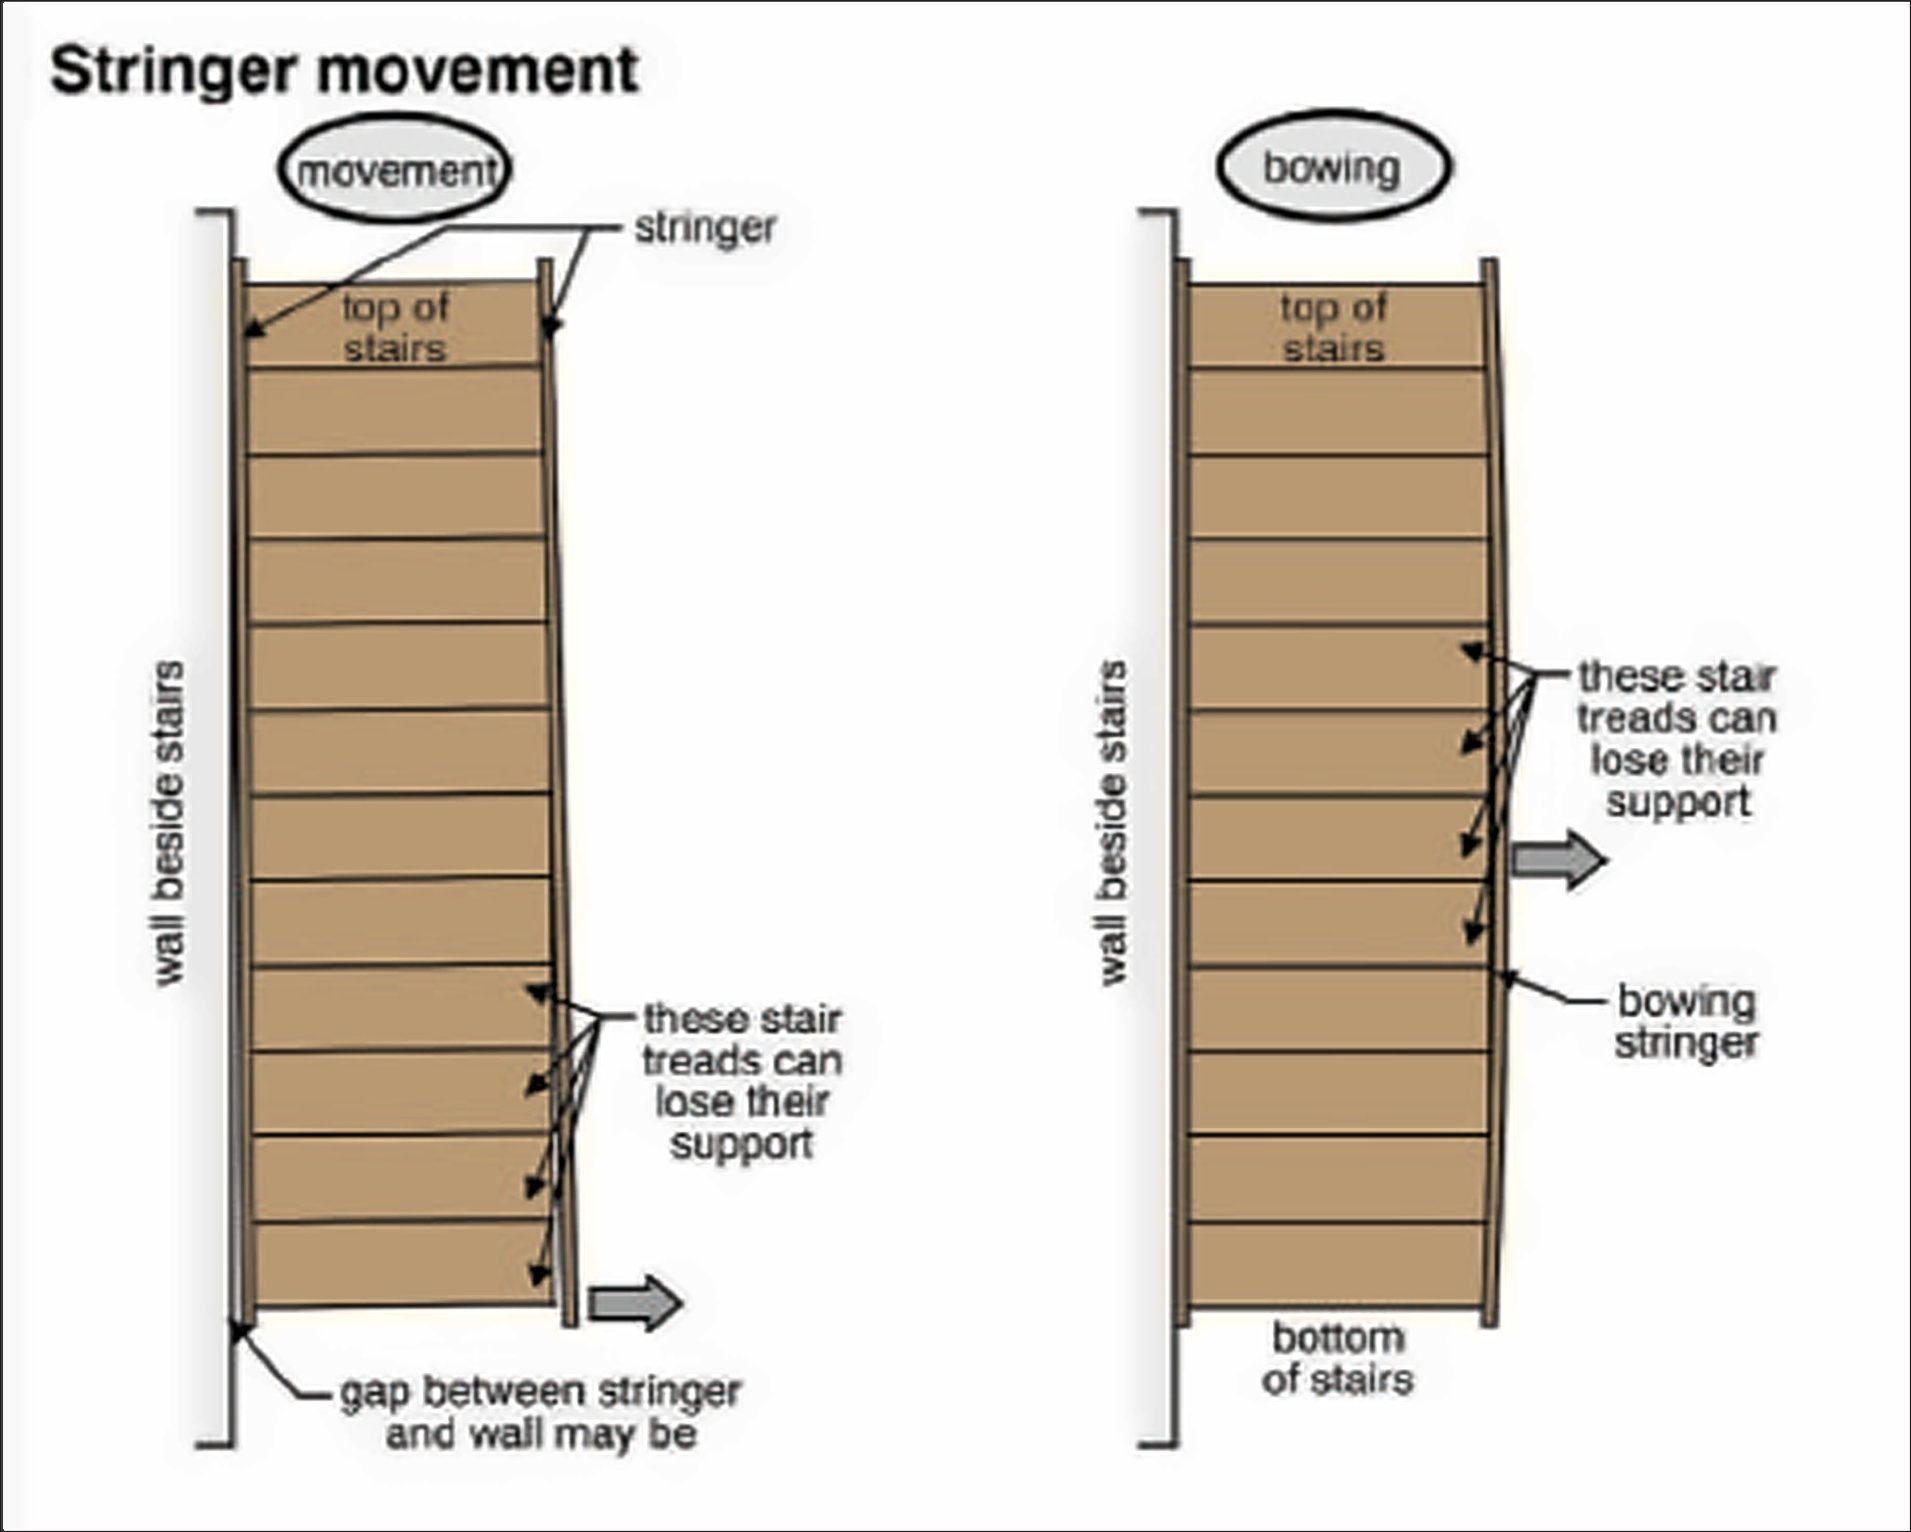 Stringer movement
movement
stringer
top of
stairs
wall beside stairs
these stair
treads can
lose their
support
gap between stringer
and wall may be
bowing
top of
stairs
wall beside stairs
these stair
treads can
lose their
support
bowing
stringer
bottom
of stairs